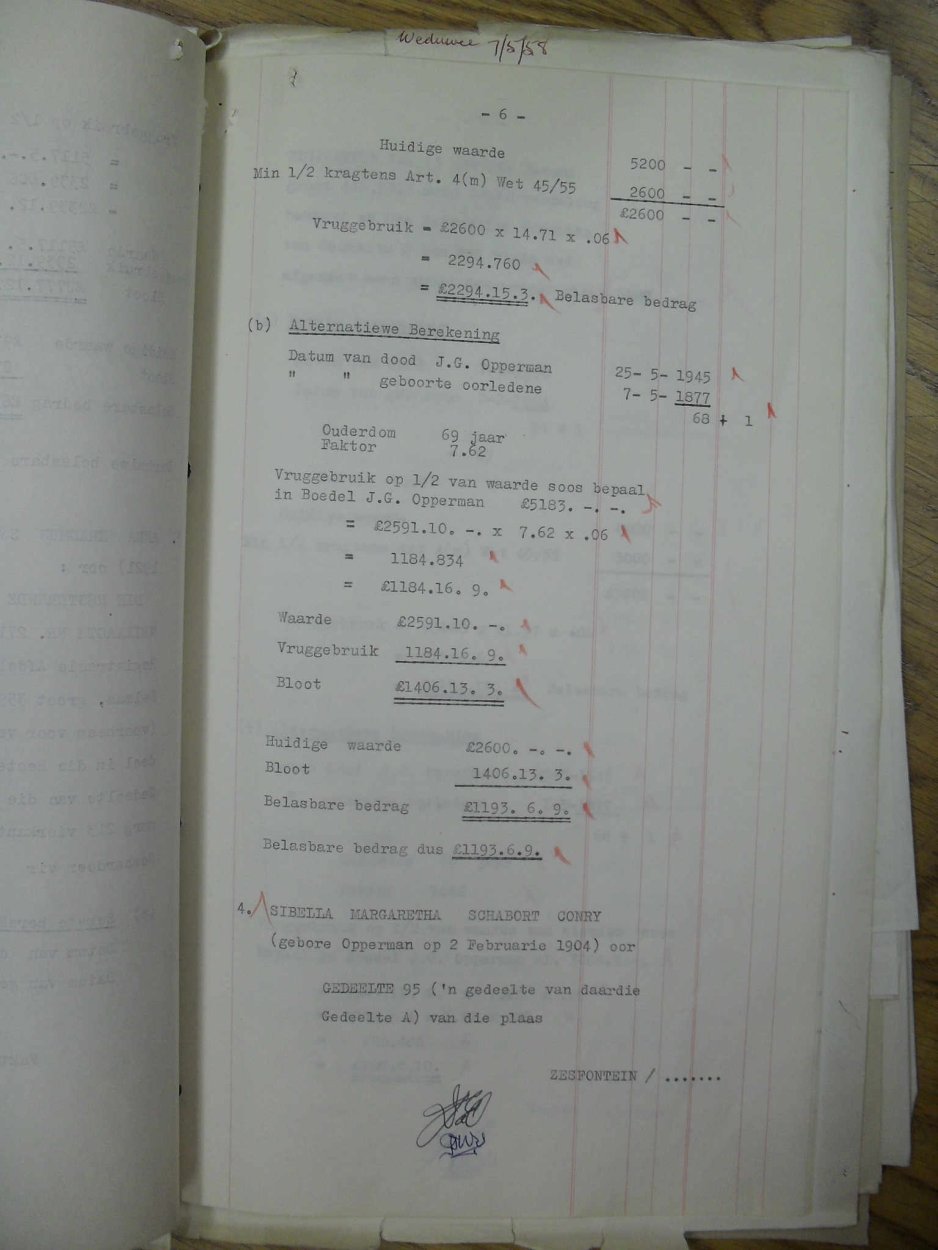 Weduwee 7/5/58
- 6 -
Huidige waarde 5200 - -
Min 1/2 kragtens Art. 4(m) Wet 45/55 2600 - -
£2600 - -
Vruggebruik = £2600 x 14.71 x .06
= 2294.760
= £2294.15.3. Belasbare bedrag
(b) Alternatiewe Berekening
Datum van dood J.G. Opperman 25- 5- 1945
" " geboorte oorledene 7- 5- 1877
68 + 1
Ouderdom 69 jaar
Faktor 7.62
Vruggebruik op 1/2 van waarde soos bepaal
in Boedel J.G. Opperman £5183. -. -.
= £2591.10. -. x 7.62 x .06
= 1184.834
= £1184.16. 9.
Waarde £2591.10. -.
Vruggebruik 1184.16. 9.
Bloot £1406.13. 3.
Huidige waarde £2600. -. -.
Bloot 1406.13. 3.
Belasbare bedrag £1193. 6. 9.
Belasbare bedrag dus £1193.6.9.
4. SIBELLA MARGARETHA SCHABORT CONRY
(gebore Opperman op 2 Februarie 1904) oor
GEDEELTE 95 ('n gedeelte van daardie
Gedeelte A) van die plaas
ZESFONTEIN / .......